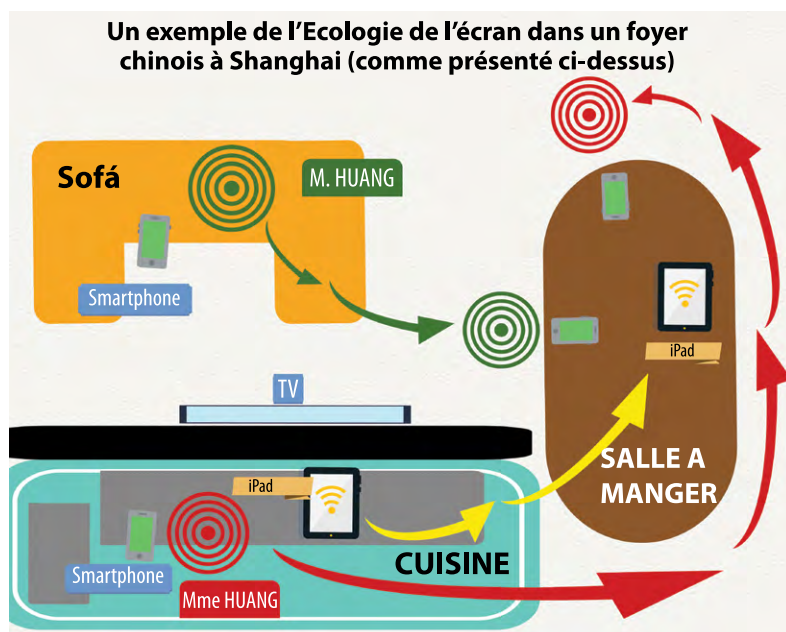 Un exemple de l’Ecologie de l’écran dans un foyer
chinois à Shanghai (comme présenté ci-dessus)
Sofá
M. HUANG
Smartphone
iPad
TV
SALLE A
MANGER
iPad
CUISINE
Smartphone
Mme HUANG